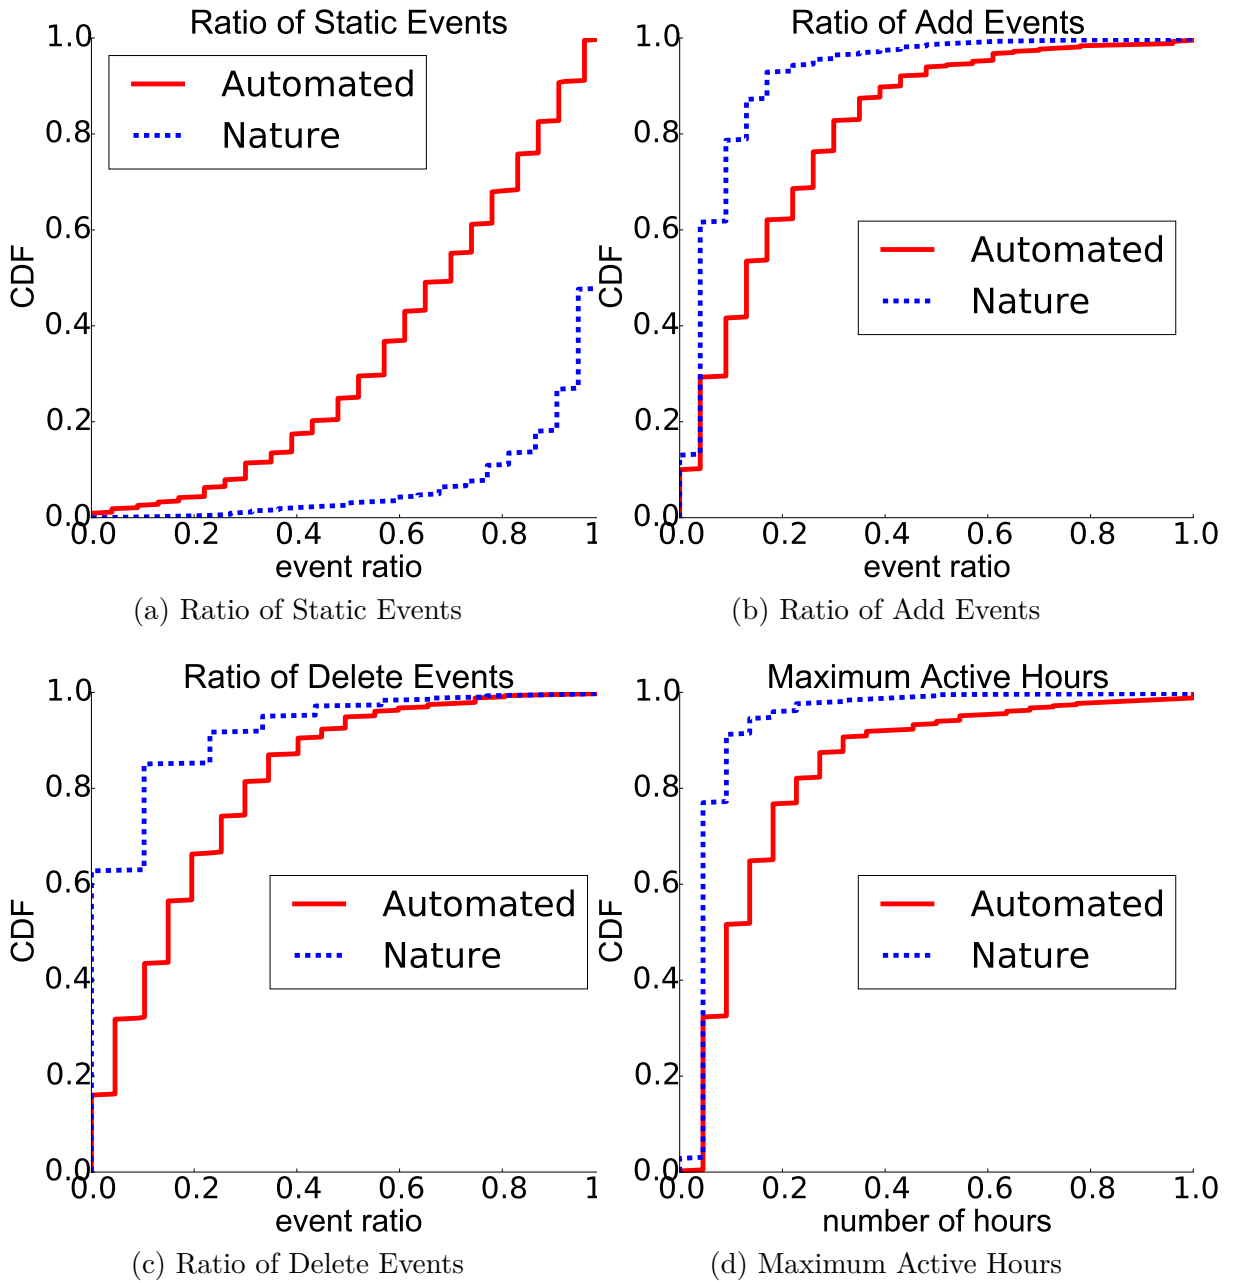 Ratio of Static Events
1.0
0.8
0.6
0.4
0.2
0.0
CDF
Automated
Nature
0.0 0.2 0.4 0.6 0.8 1
event ratio
(a) Ratio of Static Events
Ratio of Add Events
1.0
0.8
0.6
0.4
0.2
0.0
CDF
Automated
Nature
0.0 0.2 0.4 0.6 0.8 1.0
event ratio
(b) Ratio of Add Events
Ratio of Delete Events
1.0
0.8
0.6
0.4
0.2
0.0
CDF
Automated
Nature
0.0 0.2 0.4 0.6 0.8 1
event ratio
(c) Ratio of Delete Events
Maximum Active Hours
1.0
0.8
0.6
0.4
0.2
0.0
CDF
Automated
Nature
0.0 0.2 0.4 0.6 0.8 1.0
number of hours
(d) Maximum Active Hours